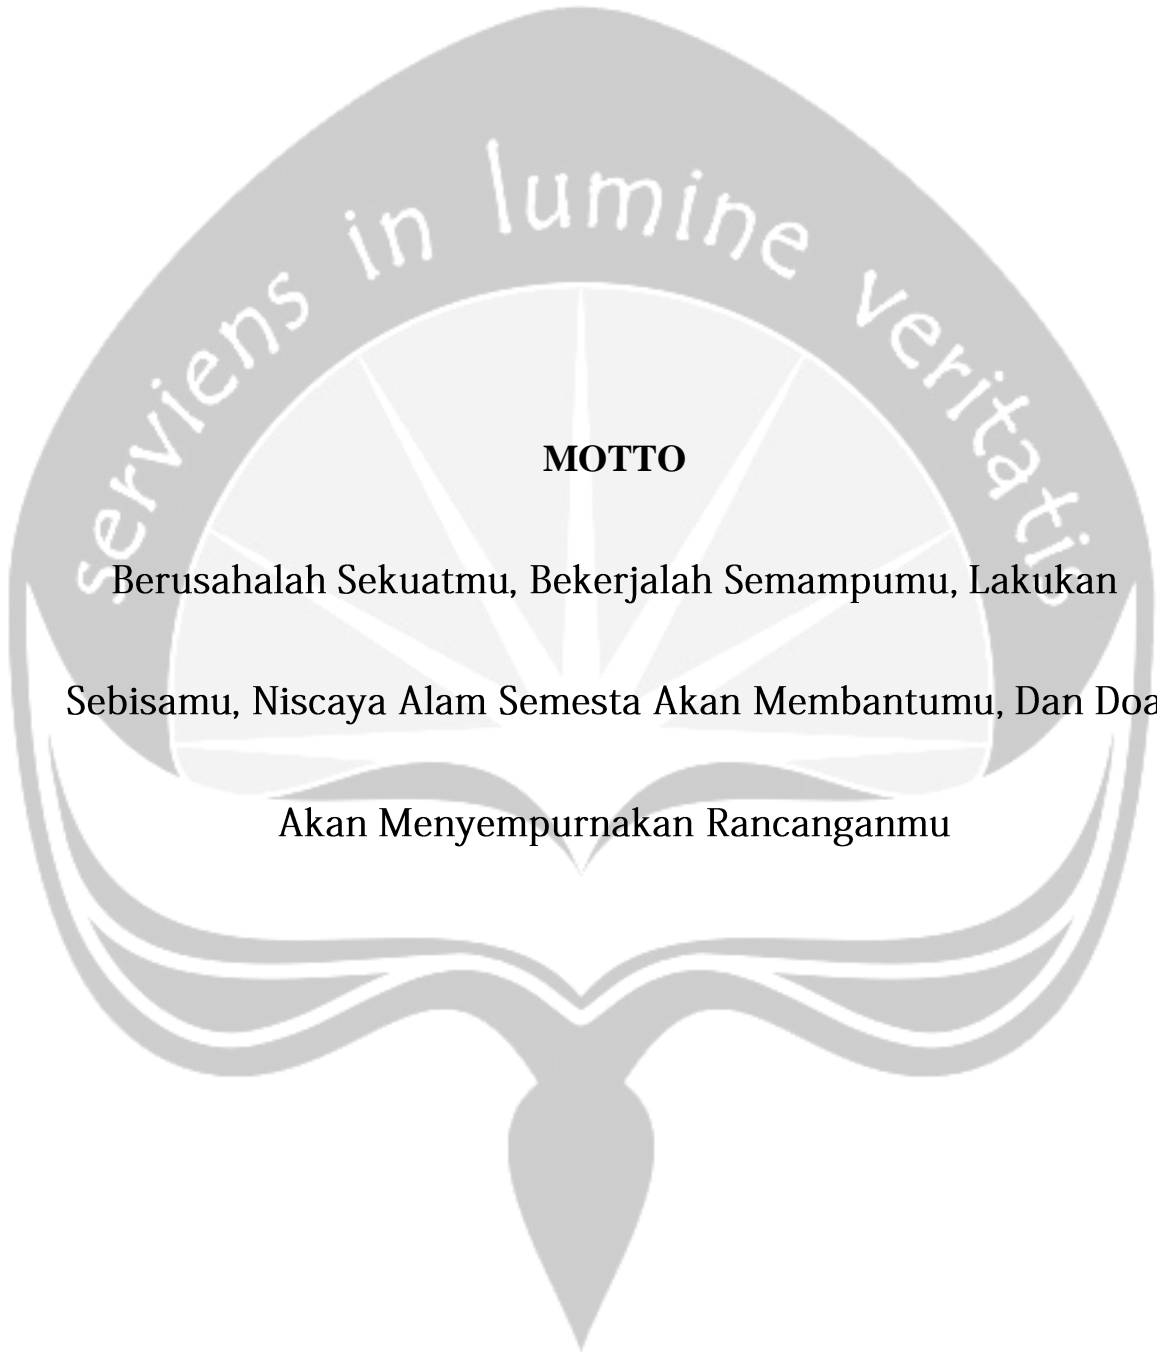 serviens in lumine veritatis
MOTTO
Berusahalah Sekuatmu, Bekerjalah Semampumu, Lakukan
Sebisamu, Niscaya Alam Semesta Akan Membantumu, Dan Doa
Akan Menyempurnakan Rancanganmu